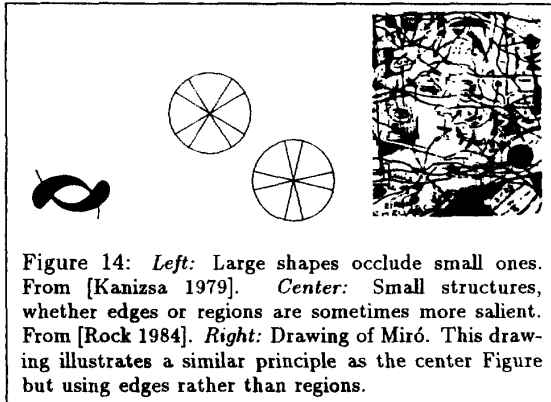 Figure 14: Left: Large shapes occlude small ones.
From [Kanizsa 1979]. Center: Small structures,
whether edges or regions are sometimes more salient.
From [Rock 1984]. Right: Drawing of Miró. This draw-
ing illustrates a similar principle as the center Figure
but using edges rather than regions.